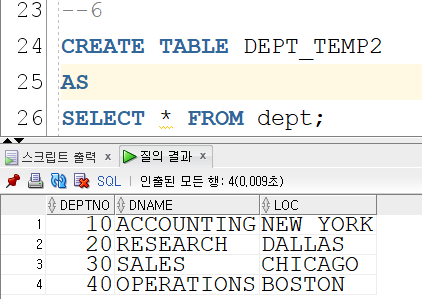 23 --6
24 CREATE TABLE DEPT_TEMP2
25 AS
26 SELECT * FROM dept;
스크립트 출력 x 질의 결과 x
SQL | 인출된 모든 행: 4(0,009초)
DEPTNO DNAME LOC
1 10 ACCOUNTING NEW YORK
2 20 RESEARCH DALLAS
3 30 SALES CHICAGO
4 40 OPERATIONS BOSTON